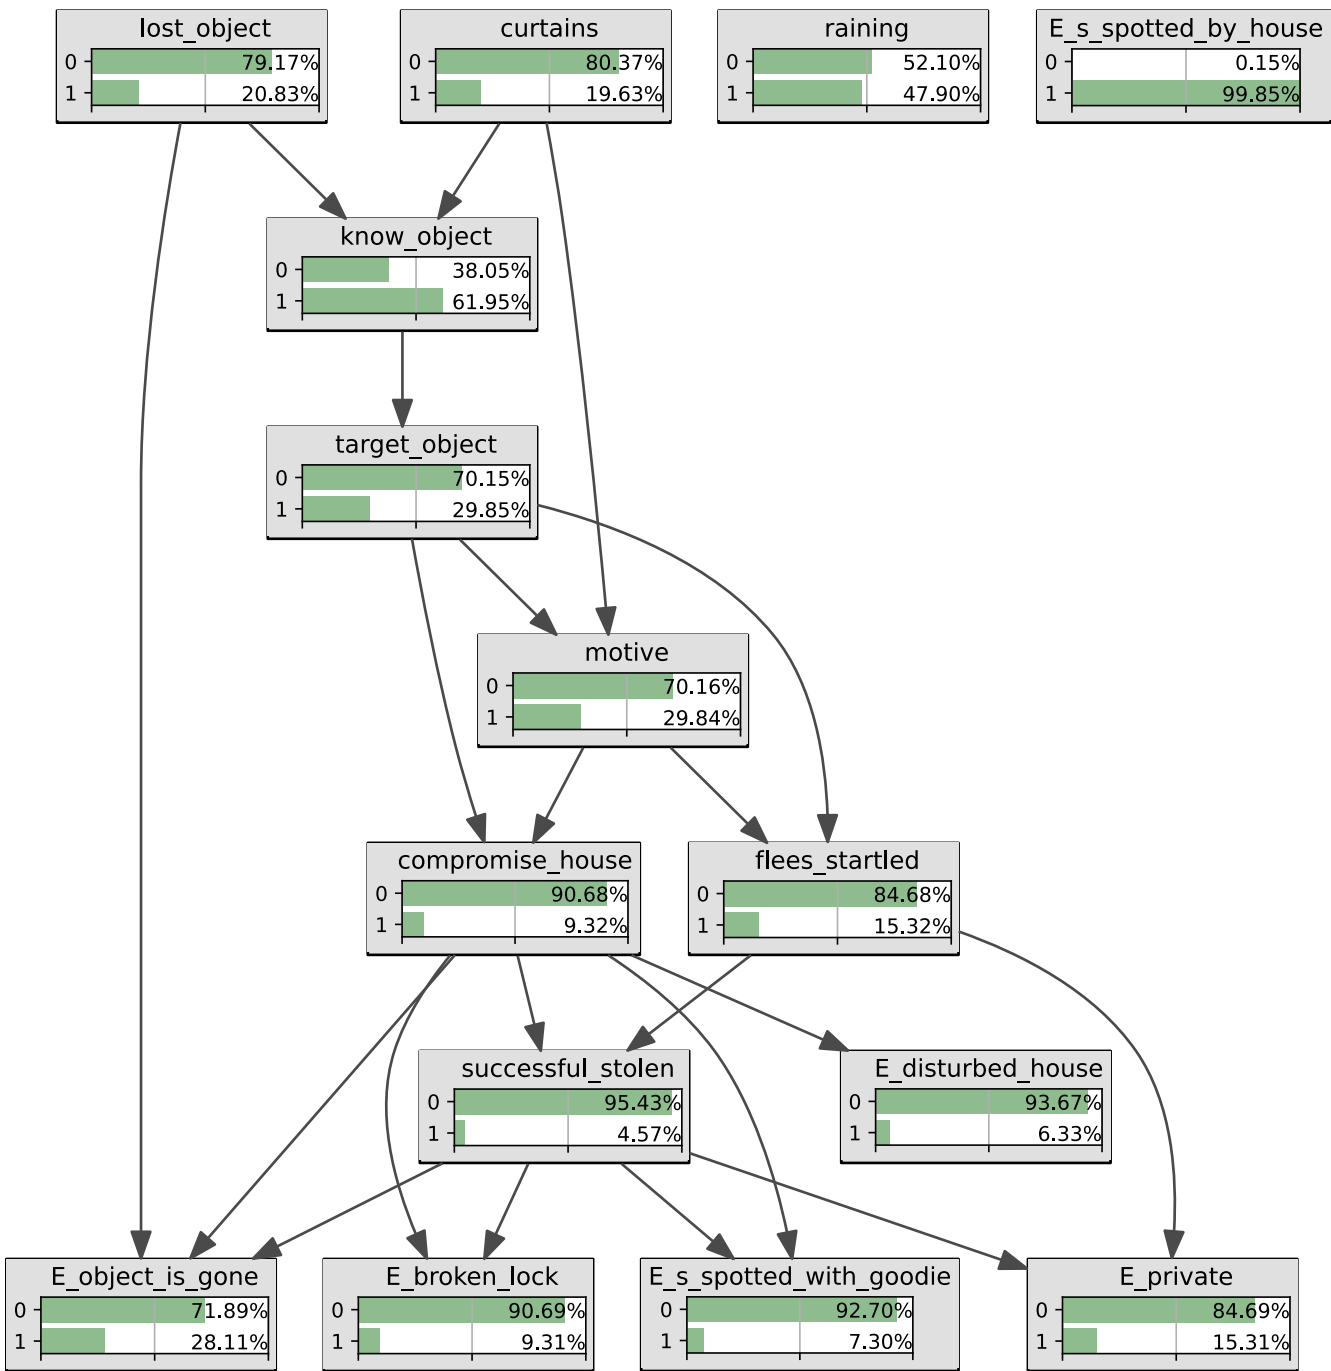 lost_object
0 79.17%
1 20.83%
curtains
0 80.37%
1 19.63%
raining
0 52.10%
1 47.90%
E_s_spotted_by_house
0 0.15%
1 99.85%
know_object
0 38.05%
1 61.95%
target_object
0 70.15%
1 29.85%
motive
0 70.16%
1 29.84%
compromise_house
0 90.68%
1 9.32%
flees_startled
0 84.68%
1 15.32%
successful_stolen
0 95.43%
1 4.57%
E_disturbed_house
0 93.67%
1 6.33%
E_object_is_gone
0 71.89%
1 28.11%
E_broken_lock
0 90.69%
1 9.31%
E_s_spotted_with_goodie
0 92.70%
1 7.30%
E_private
0 84.69%
1 15.31%